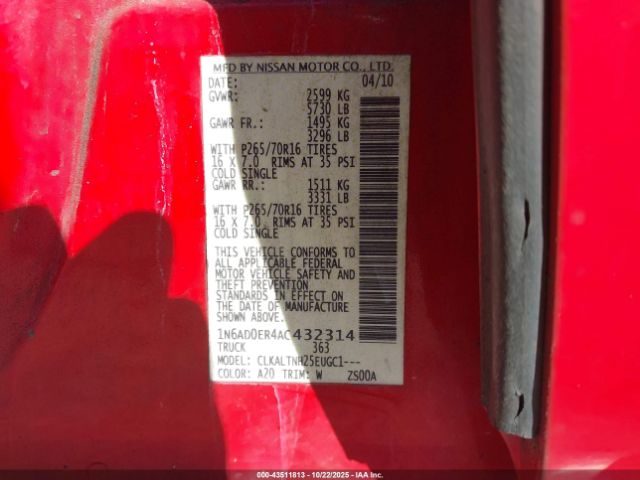 MFD BY NISSAN MOTOR CO., LTD.
DATE: 04/10
GVWR: 2599 KG
5730 LB
GAWR FR.: 1495 KG
3296 LB
WITH P265/70R16 TIRES
16 X 7.0 RIMS AT 35 PSI
COLD SINGLE
GAWR RR.: 1511 KG
3331 LB
WITH P265/70R16 TIRES
16 X 7.0 RIMS AT 35 PSI
COLD SINGLE
THIS VEHICLE CONFORMS TO
ALL APPLICABLE FEDERAL
MOTOR VEHICLE SAFETY AND
THEFT PREVENTION
STANDARDS IN EFFECT ON
THE DATE OF MANUFACTURE
SHOWN ABOVE.
1N6AD0ER4AC432314
TRUCK 363
MODEL: CLKALTNH25EUGC1---
COLOR: A20 TRIM: W ZS00A
000-43511813 - 10/22/2025 - IAAI.COM